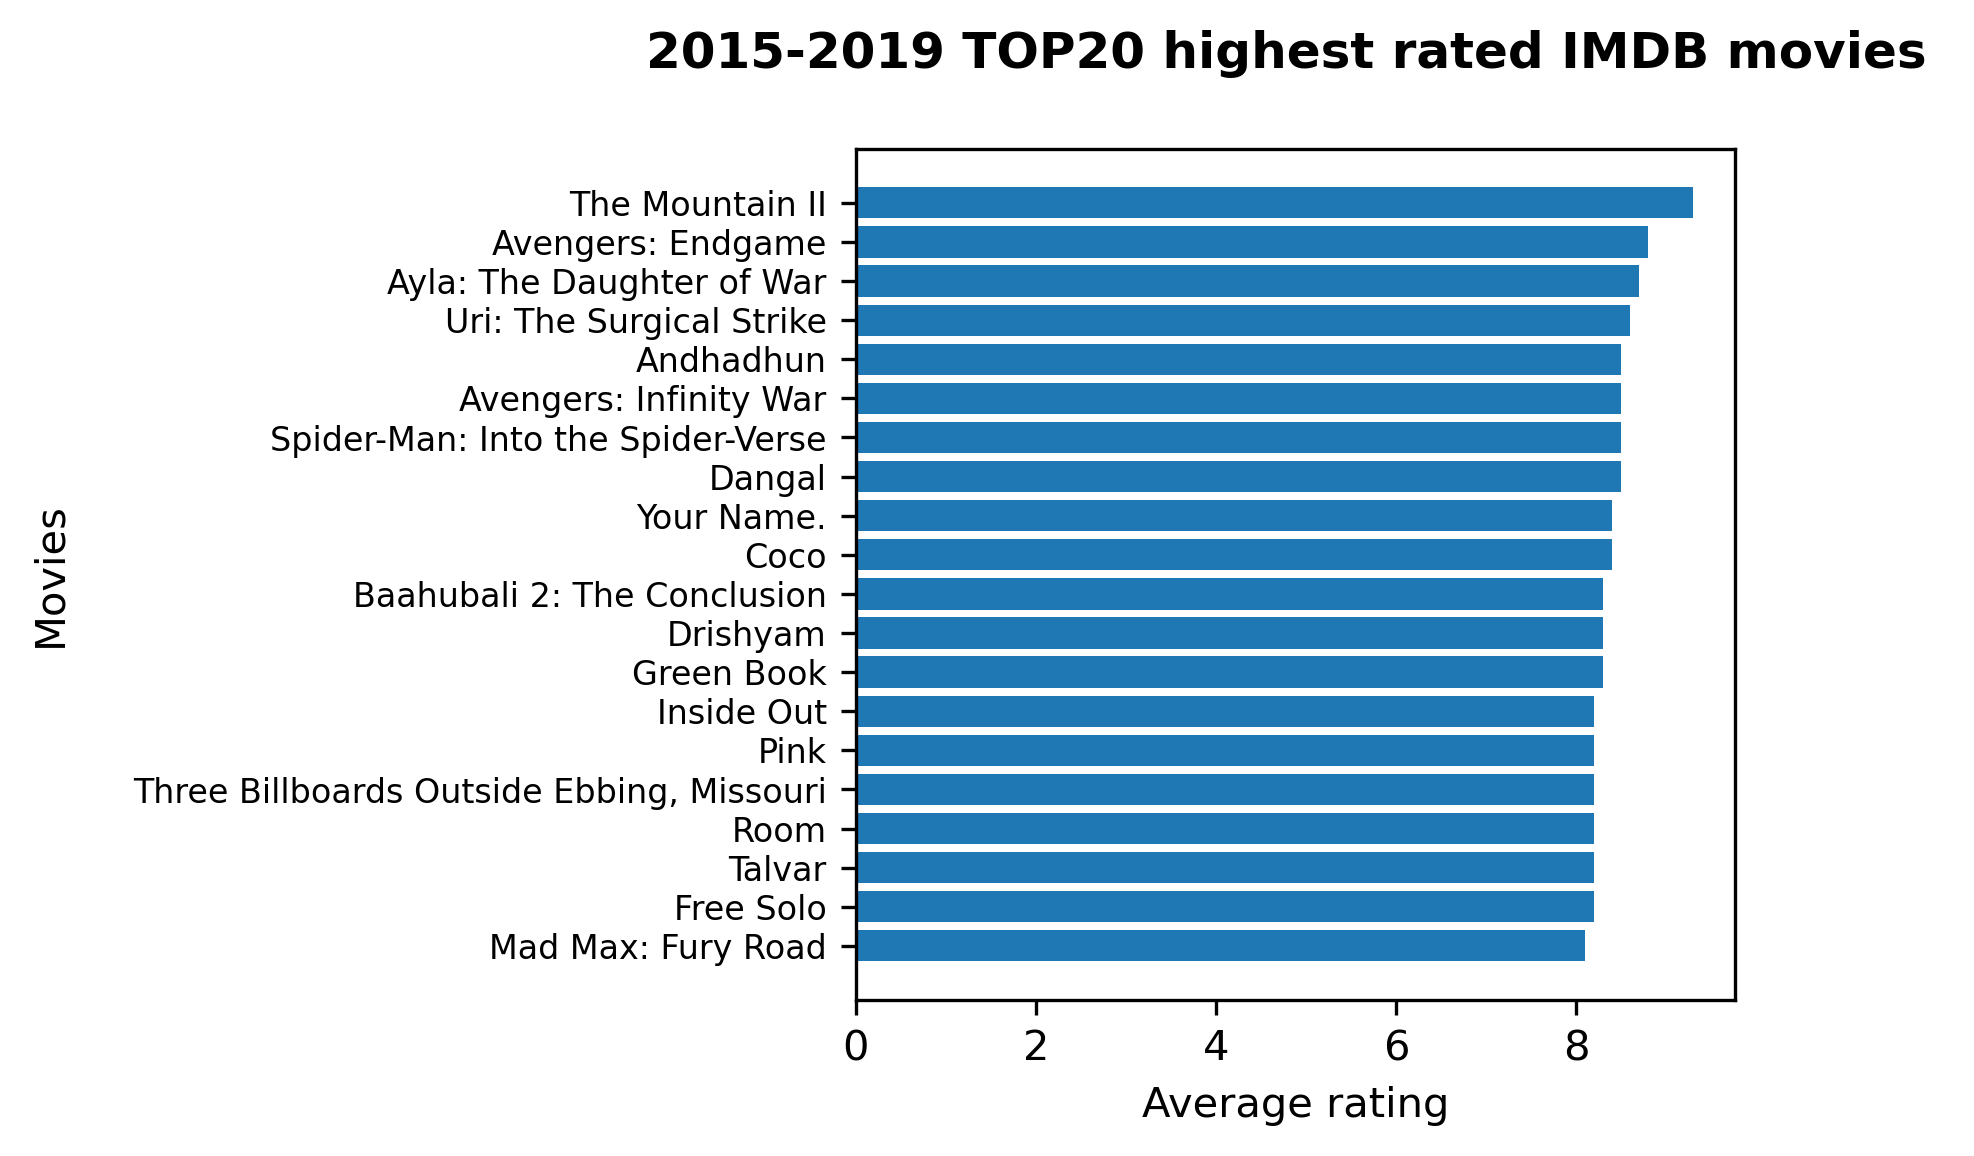 2015-2019 TOP20 highest rated IMDB movies
The Mountain II
Avengers: Endgame
Ayla: The Daughter of War
Uri: The Surgical Strike
Andhadhun
Avengers: Infinity War
Spider-Man: Into the Spider-Verse
Dangal
Your Name.
Coco
Baahubali 2: The Conclusion
Drishyam
Green Book
Inside Out
Pink
Three Billboards Outside Ebbing, Missouri
Room
Talvar
Free Solo
Mad Max: Fury Road
Movies
0 2 4 6 8
Average rating